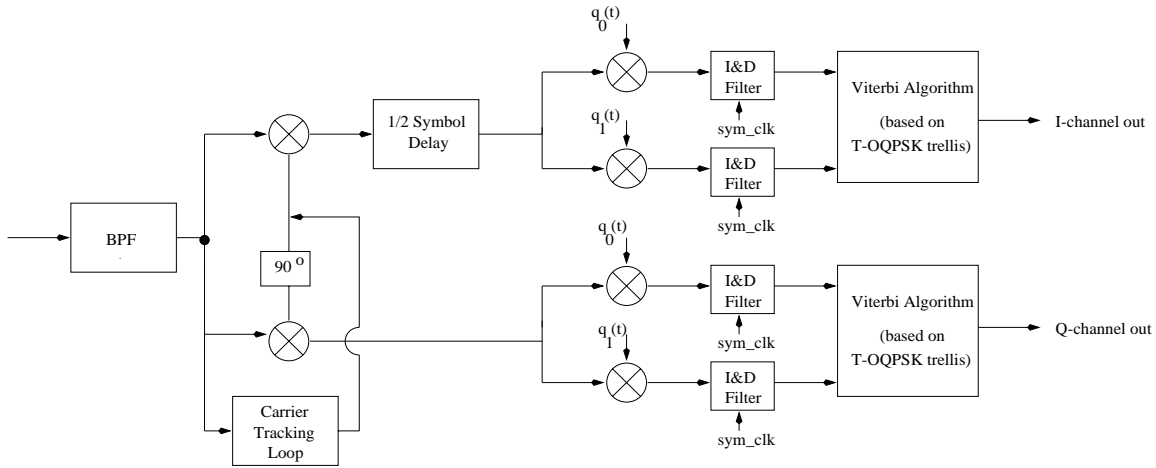 q0(t)
I&D
Filter
sym_clk
Viterbi Algorithm
(based on
T-OQPSK trellis)
I-channel out
1/2 Symbol
Delay
q1(t)
I&D
Filter
sym_clk
BPF
90°
q0(t)
I&D
Filter
sym_clk
Viterbi Algorithm
(based on
T-OQPSK trellis)
Q-channel out
q1(t)
I&D
Filter
sym_clk
Carrier
Tracking
Loop